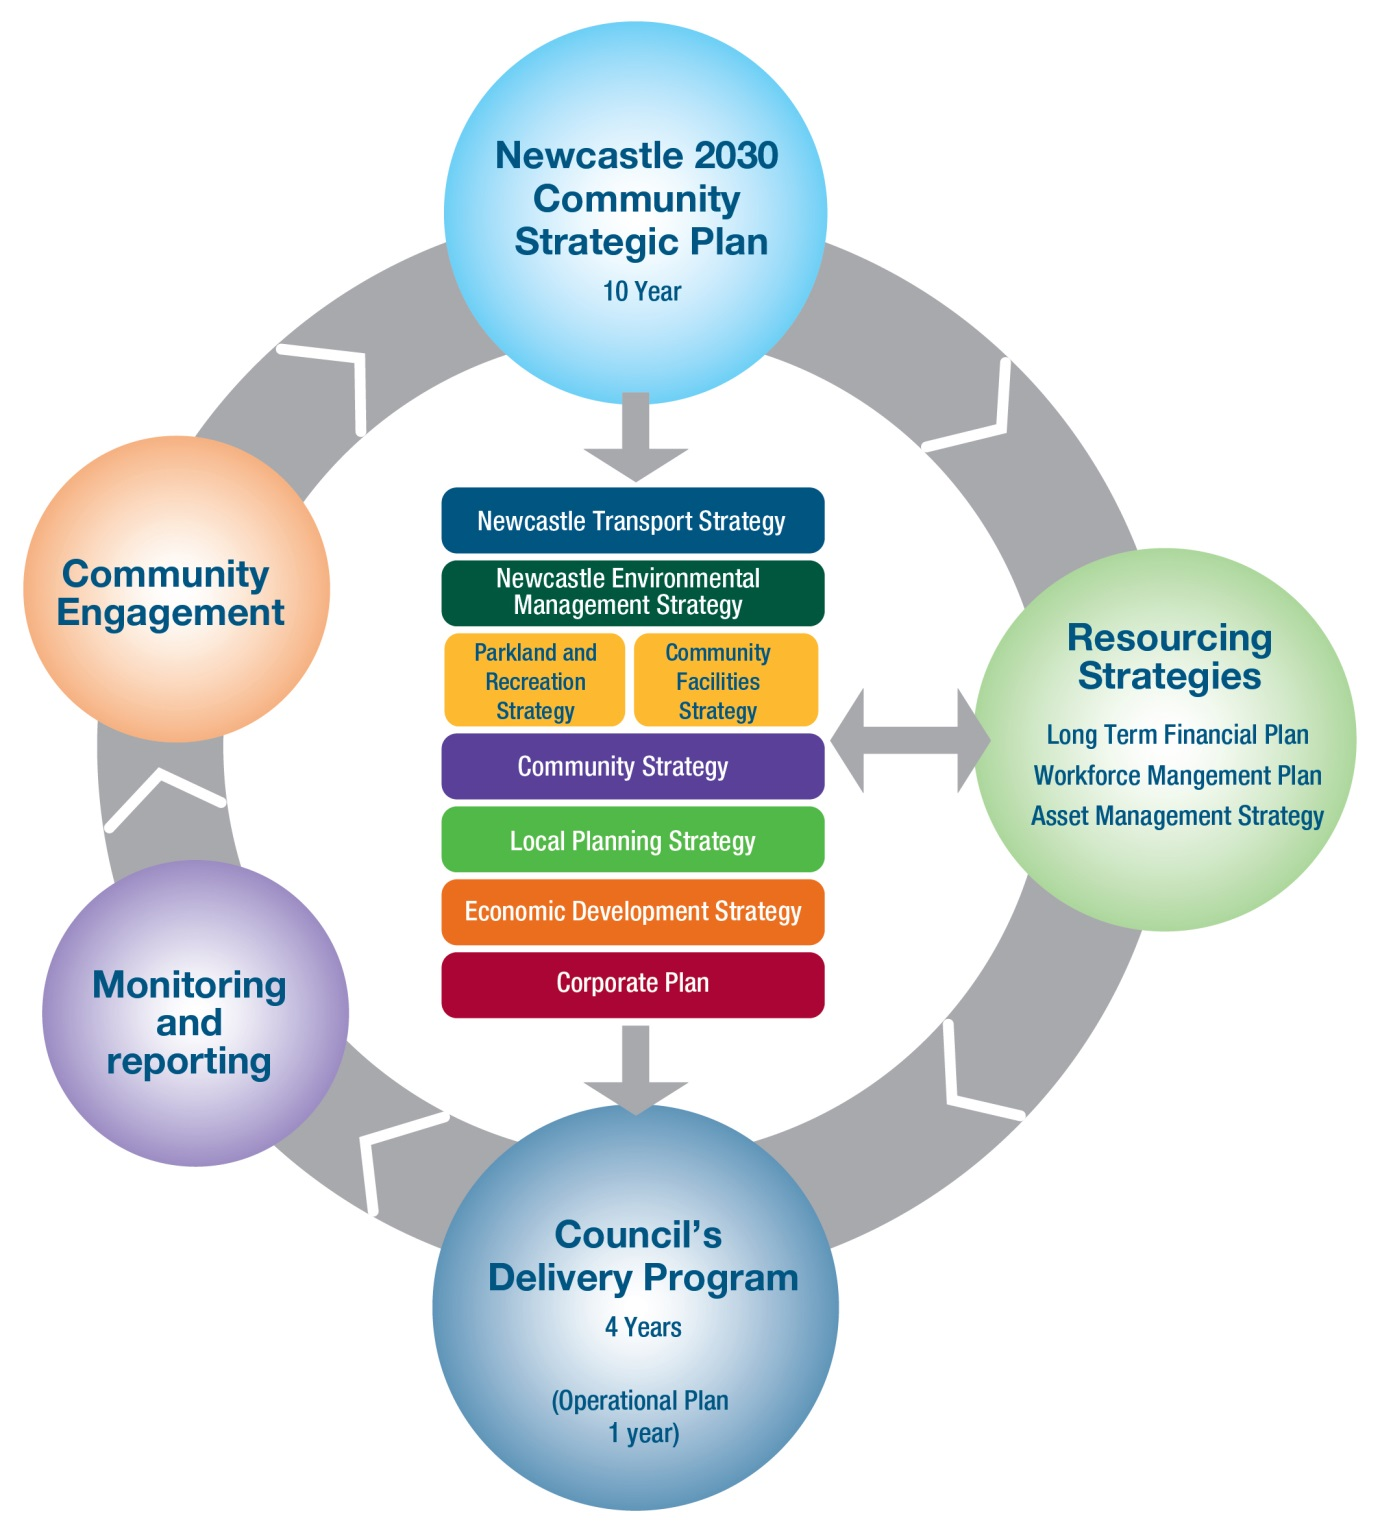 Newcastle 2030
Community
Strategic Plan
10 Year
Newcastle Transport Strategy
Newcastle Environmental
Management Strategy
Parkland and
Recreation
Strategy
Community
Facilities
Strategy
Community Strategy
Local Planning Strategy
Economic Development Strategy
Corporate Plan
Resourcing
Strategies
Long Term Financial Plan
Workforce Mangement Plan
Asset Management Strategy
Council’s
Delivery Program
4 Years
(Operational Plan
1 year)
Monitoring
and
reporting
Community
Engagement